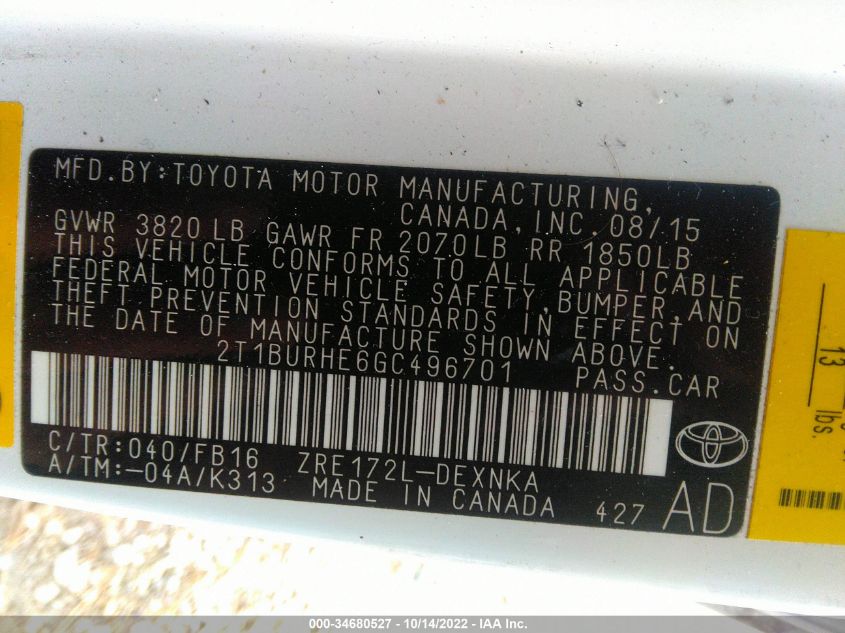 MFD.BY:TOYOTA MOTOR MANUFACTURING,
CANADA,INC.08/15
GVWR 3820LB GAWR FR 2070LB RR 1850LB
THIS VEHICLE CONFORMS TO ALL APPLICABLE
FEDERAL MOTOR VEHICLE SAFETY,BUMPER,AND
THEFT PREVENTION STANDARDS IN EFFECT ON
THE DATE OF MANUFACTURE SHOWN ABOVE.
2T1BURHE6GC496701 PASS.CAR
C/TR:040/FB16 ZRE172L-DEXNKA
A/TM:-04A/K313 MADE IN CANADA 427 AD
13
lbs.
000-34680527 - 10/14/2022 - IAA Inc.